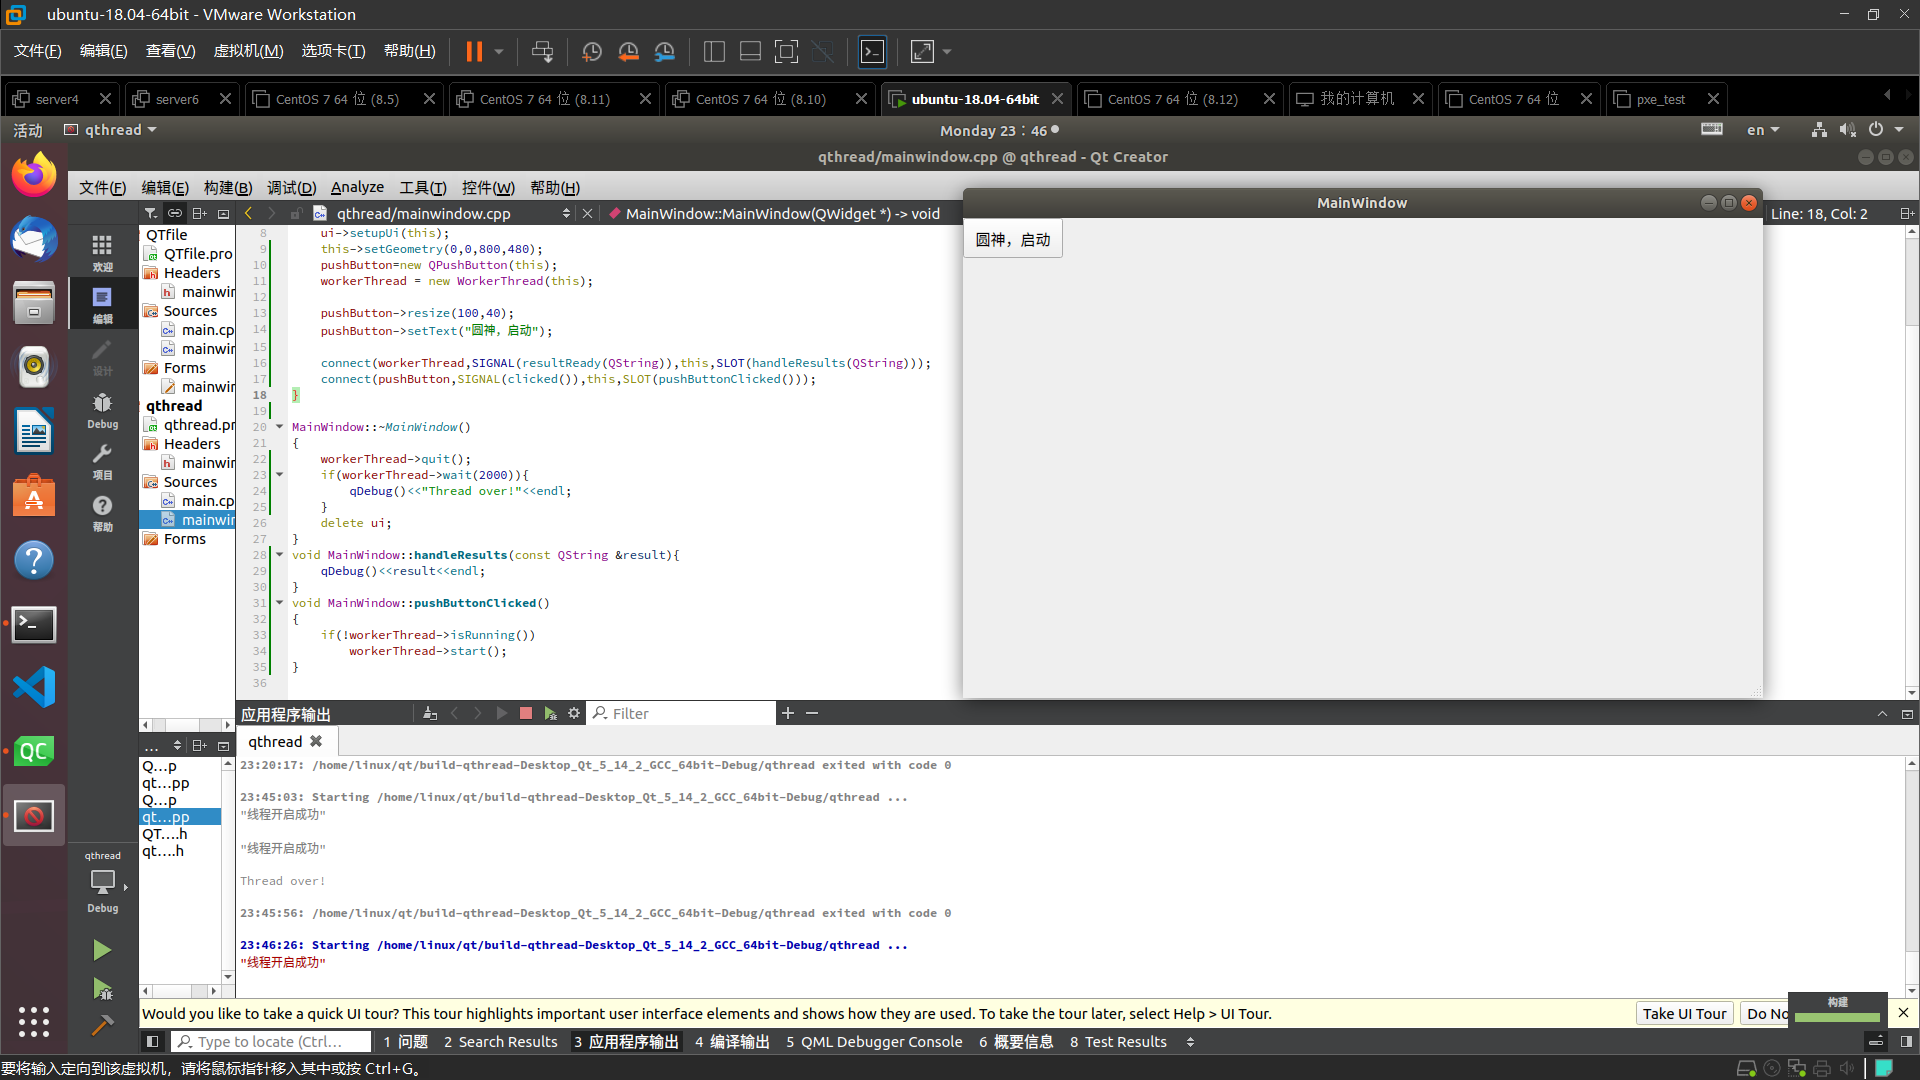 ubuntu-18.04-64bit - VMware Workstation
文件(F) 编辑(E) 查看(V) 虚拟机(M) 选项卡(T) 帮助(H)
server4 server6 CentOS 7 64 位 (8.5) CentOS 7 64 位 (8.11) CentOS 7 64 位 (8.10) ubuntu-18.04-64bit CentOS 7 64 位 (8.12) 我的计算机 CentOS 7 64 位 pxe_test
活动 qthread Monday 23：46 en
qthread/mainwindow.cpp @ qthread - Qt Creator
文件(F) 编辑(E) 构建(B) 调试(D) Analyze 工具(T) 控件(W) 帮助(H)
qthread/mainwindow.cpp MainWindow::MainWindow(QWidget *) -> void
MainWindow
Line: 18, Col: 2
圆神，启动
欢迎
编辑
设计
Debug
项目
帮助
QTfile
QTfile.pro
Headers
mainwir
Sources
main.cp
mainwir
Forms
mainwir
qthread
qthread.pr
Headers
mainwir
Sources
main.cp
mainwir
Forms
8 ui->setupUi(this);
9 this->setGeometry(0,0,800,480);
10 pushButton=new QPushButton(this);
11 workerThread = new WorkerThread(this);
12
13 pushButton->resize(100,40);
14 pushButton->setText("圆神，启动");
15
16 connect(workerThread,SIGNAL(resultReady(QString)),this,SLOT(handleResults(QString)));
17 connect(pushButton,SIGNAL(clicked()),this,SLOT(pushButtonClicked()));
18 }
19
20 MainWindow::~MainWindow()
21 {
22 workerThread->quit();
23 if(workerThread->wait(2000)){
24 qDebug()<<"Thread over!"<<endl;
25 }
26 delete ui;
27 }
28 void MainWindow::handleResults(const QString &result){
29 qDebug()<<result<<endl;
30 }
31 void MainWindow::pushButtonClicked()
32 {
33 if(!workerThread->isRunning())
34 workerThread->start();
35 }
36
应用程序输出 Filter
... 
Q...p
qt...pp
Q...p
qt...pp
QT....h
qt....h
qthread
Debug
qthread
23:20:17: /home/linux/qt/build-qthread-Desktop_Qt_5_14_2_GCC_64bit-Debug/qthread exited with code 0
23:45:03: Starting /home/linux/qt/build-qthread-Desktop_Qt_5_14_2_GCC_64bit-Debug/qthread ...
"线程开启成功"
"线程开启成功"
Thread over!
23:45:56: /home/linux/qt/build-qthread-Desktop_Qt_5_14_2_GCC_64bit-Debug/qthread exited with code 0
23:46:26: Starting /home/linux/qt/build-qthread-Desktop_Qt_5_14_2_GCC_64bit-Debug/qthread ...
"线程开启成功"
Would you like to take a quick UI tour? This tour highlights important user interface elements and shows how they are used. To take the tour later, select Help > UI Tour. Take UI Tour Do No
构建
Type to locate (Ctrl... 1 问题 2 Search Results 3 应用程序输出 4 编译输出 5 QML Debugger Console 6 概要信息 8 Test Results
要将输入定向到该虚拟机，请将鼠标指针移入其中或按 Ctrl+G。